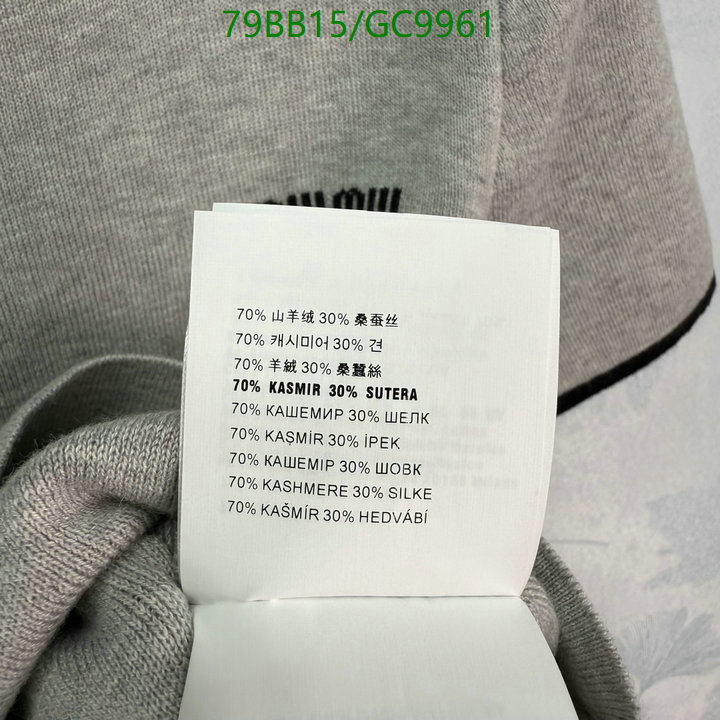 79BB15/GC9961
70% 山羊绒 30% 桑蚕丝
70% 캐시미어 30% 견
70% 羊絨 30% 桑蠶絲
70% KASMIR 30% SUTERA
70% КАШЕМИР 30% ШЕЛК
70% KAŞMİR 30% İPEK
70% КАШЕМІР 30% ШОВК
70% KASHMERE 30% SILKE
70% KAŠMÍR 30% HEDVÁBÍ